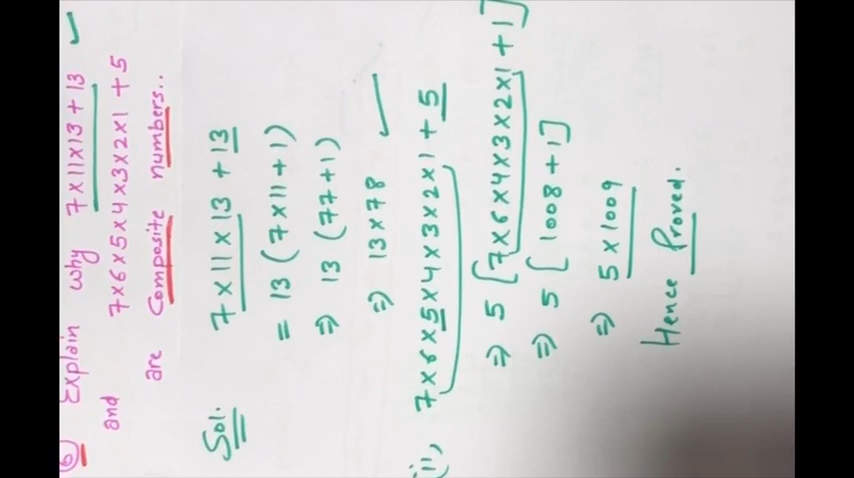 6 Explain why 7×11×13+13
and 7×6×5×4×3×2×1+5
are Composite numbers..
Sol. 7×11×13+13
= 13(7×11+1)
⇒ 13(77+1)
⇒ 13×78
(ii) 7×6×5×4×3×2×1+5
⇒ 5[7×6×4×3×2×1+1]
⇒ 5[1008+1]
⇒ 5×1009
Hence Proved.